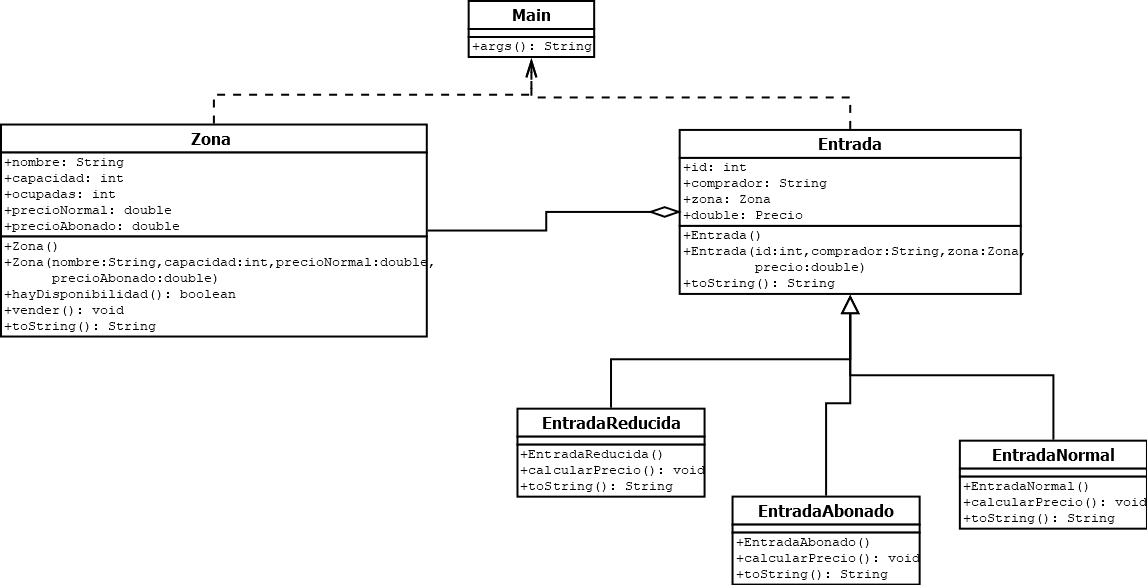 Main
+args(): String
Zona
+nombre: String
+capacidad: int
+ocupadas: int
+precioNormal: double
+precioAbonado: double
+Zona()
+Zona(nombre:String,capacidad:int,precioNormal:double,
precioAbonado:double)
+hayDisponibilidad(): boolean
+vender(): void
+toString(): String
Entrada
+id: int
+comprador: String
+zona: Zona
+double: Precio
+Entrada()
+Entrada(id:int,comprador:String,zona:Zona,
precio:double)
+toString(): String
EntradaReducida
+EntradaReducida()
+calcularPrecio(): void
+toString(): String
EntradaAbonado
+EntradaAbonado()
+calcularPrecio(): void
+toString(): String
EntradaNormal
+EntradaNormal()
+calcularPrecio(): void
+toString(): String